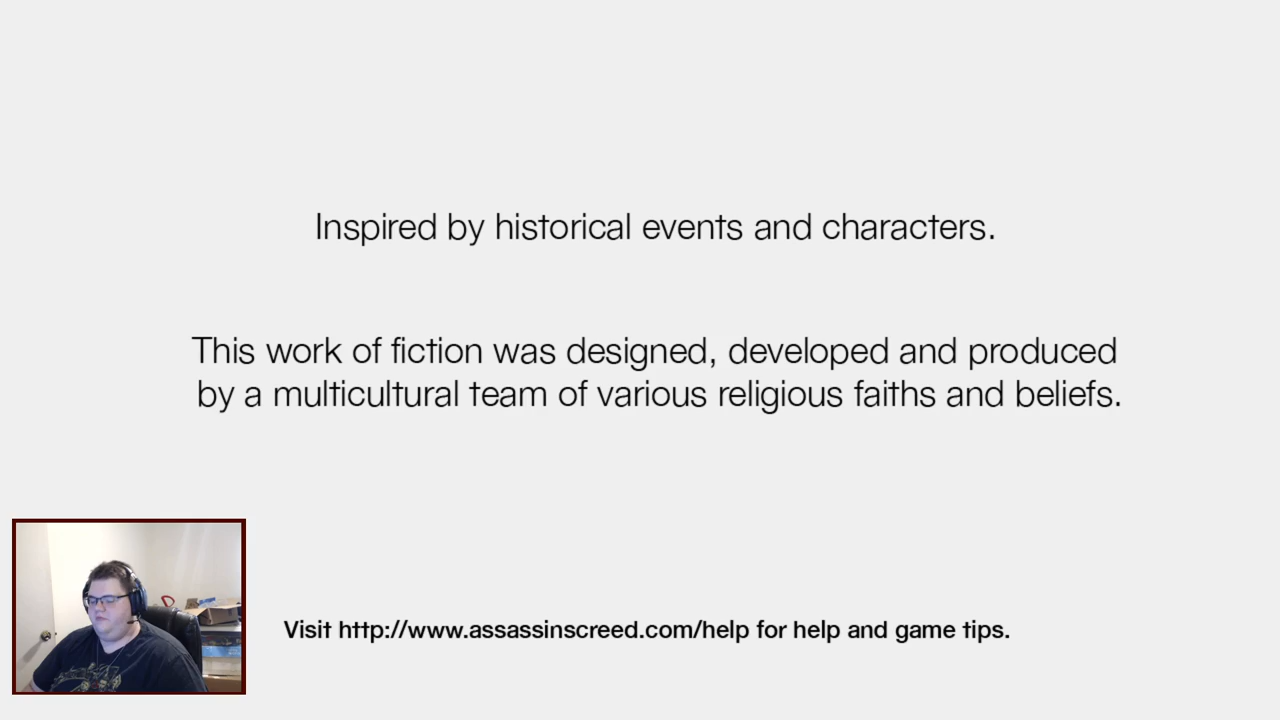 Inspired by historical events and characters.
This work of fiction was designed, developed and produced
by a multicultural team of various religious faiths and beliefs.
Visit http://www.assassinscreed.com/help for help and game tips.